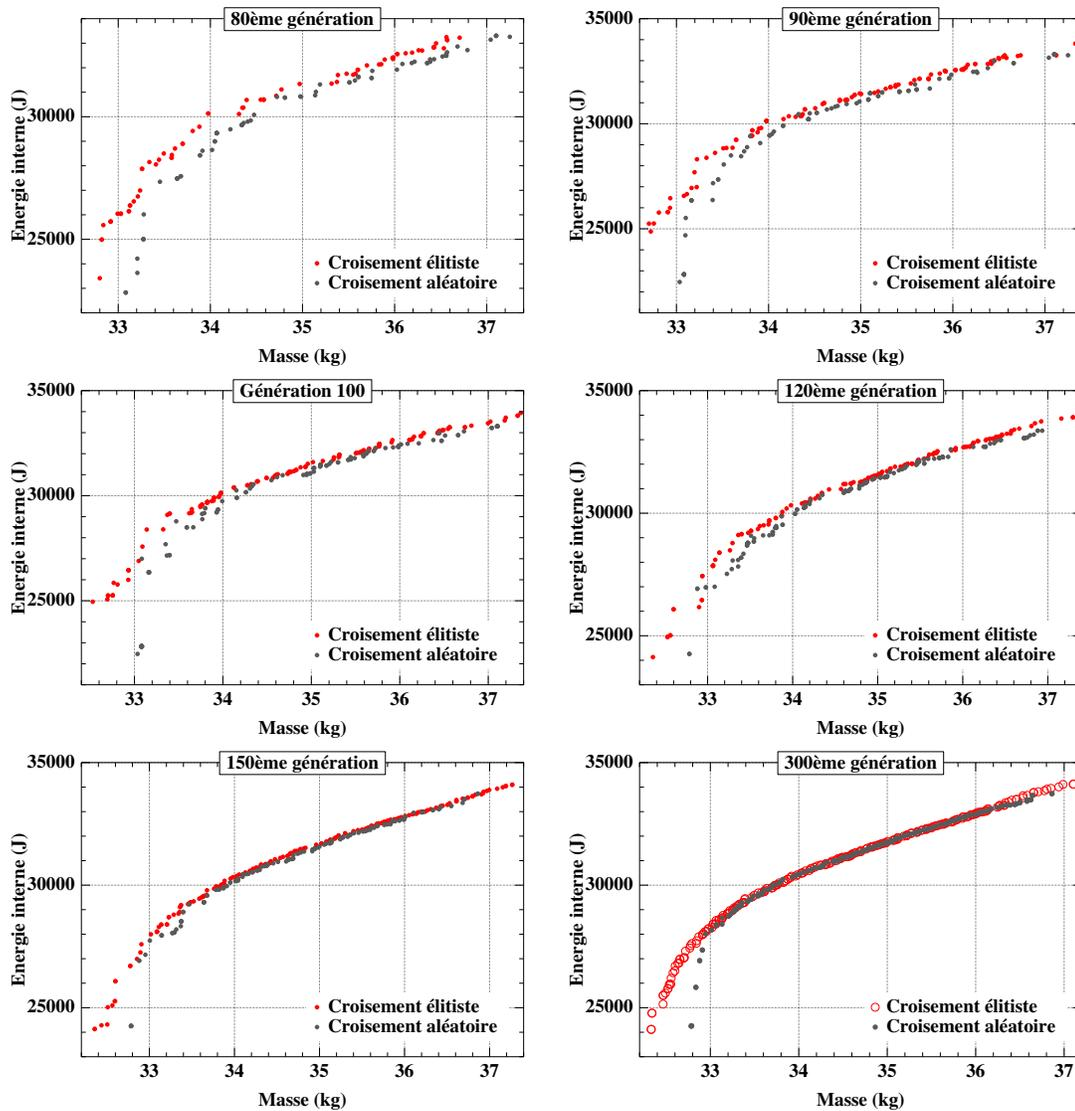 80ème génération
Energie interne (J)
30000
25000
Croisement élitiste
Croisement aléatoire
33 34 35 36 37
Masse (kg)
90ème génération
Energie interne (J)
35000
30000
25000
Croisement élitiste
Croisement aléatoire
33 34 35 36 37
Masse (kg)
Génération 100
Energie interne (J)
35000
30000
25000
Croisement élitiste
Croisement aléatoire
33 34 35 36 37
Masse (kg)
120ème génération
Energie interne (J)
35000
30000
25000
Croisement élitiste
Croisement aléatoire
33 34 35 36 37
Masse (kg)
150ème génération
Energie interne (J)
35000
30000
25000
Croisement élitiste
Croisement aléatoire
33 34 35 36 37
Masse (kg)
300ème génération
Energie interne (J)
35000
30000
25000
Croisement élitiste
Croisement aléatoire
33 34 35 36 37
Masse (kg)